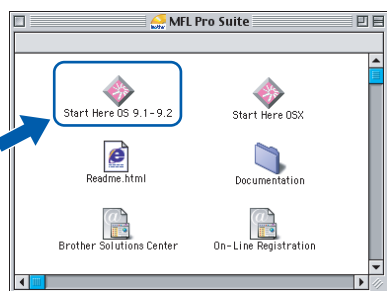 MFL Pro Suite
Start Here OS 9.1-9.2
Start Here OSX
Readme.html
Documentation
Brother Solutions Center
On-Line Registration